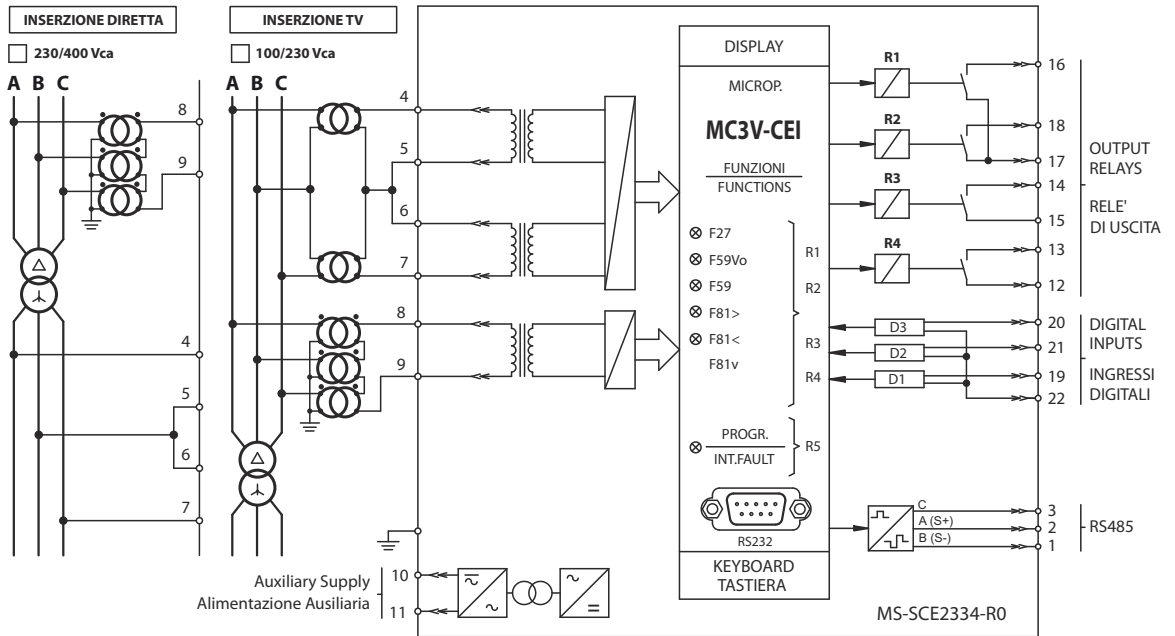 INSERZIONE DIRETTA
230/400 Vca
A B C
8
9
4
5
6
7
INSERZIONE TV
100/230 Vca
A B C
4
5
6
7
8
9
10
11
Auxiliary Supply
Alimentazione Ausiliaria
DISPLAY
MICROP.
MC3V-CEI
FUNZIONI
FUNCTIONS
F27
F59Vo
F59
F81>
F81<
F81v
R1
R2
R3
R4
PROGR.
INT.FAULT
R5
RS232
KEYBOARD
TASTIERA
R1
R2
R3
R4
16
18
17
14
15
13
12
OUTPUT
RELAYS
RELE'
DI USCITA
D3
D2
D1
20
21
19
22
DIGITAL
INPUTS
INGRESSI
DIGITALI
C
A (S+)
B (S-)
3
2
1
RS485
MS-SCE2334-R0